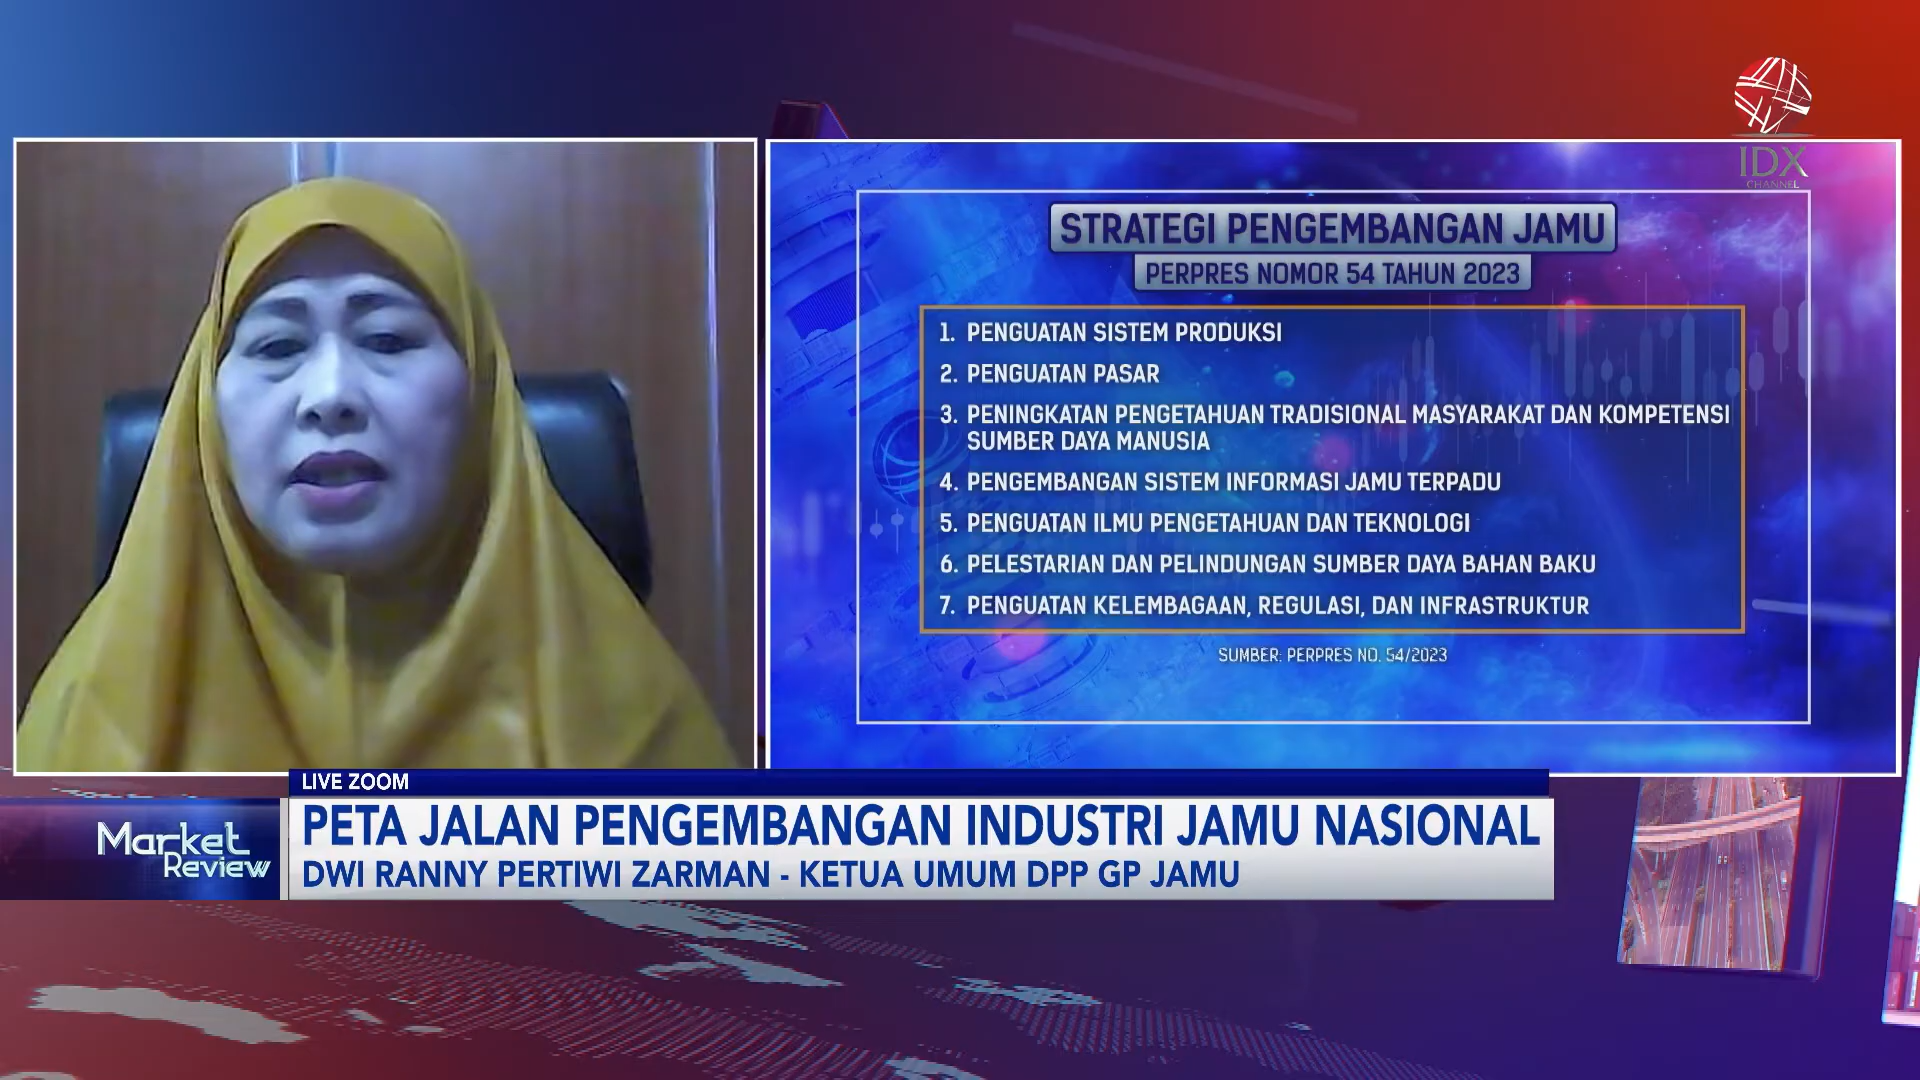 IDX
CHANNEL
STRATEGI PENGEMBANGAN JAMU
PERPRES NOMOR 54 TAHUN 2023
1. PENGUATAN SISTEM PRODUKSI
2. PENGUATAN PASAR
3. PENINGKATAN PENGETAHUAN TRADISIONAL MASYARAKAT DAN KOMPETENSI
SUMBER DAYA MANUSIA
4. PENGEMBANGAN SISTEM INFORMASI JAMU TERPADU
5. PENGUATAN ILMU PENGETAHUAN DAN TEKNOLOGI
6. PELESTARIAN DAN PELINDUNGAN SUMBER DAYA BAHAN BAKU
7. PENGUATAN KELEMBAGAAN, REGULASI, DAN INFRASTRUKTUR
SUMBER: PERPRES NO. 54/2023
LIVE ZOOM
Market
Review
PETA JALAN PENGEMBANGAN INDUSTRI JAMU NASIONAL
DWI RANNY PERTIWI ZARMAN - KETUA UMUM DPP GP JAMU